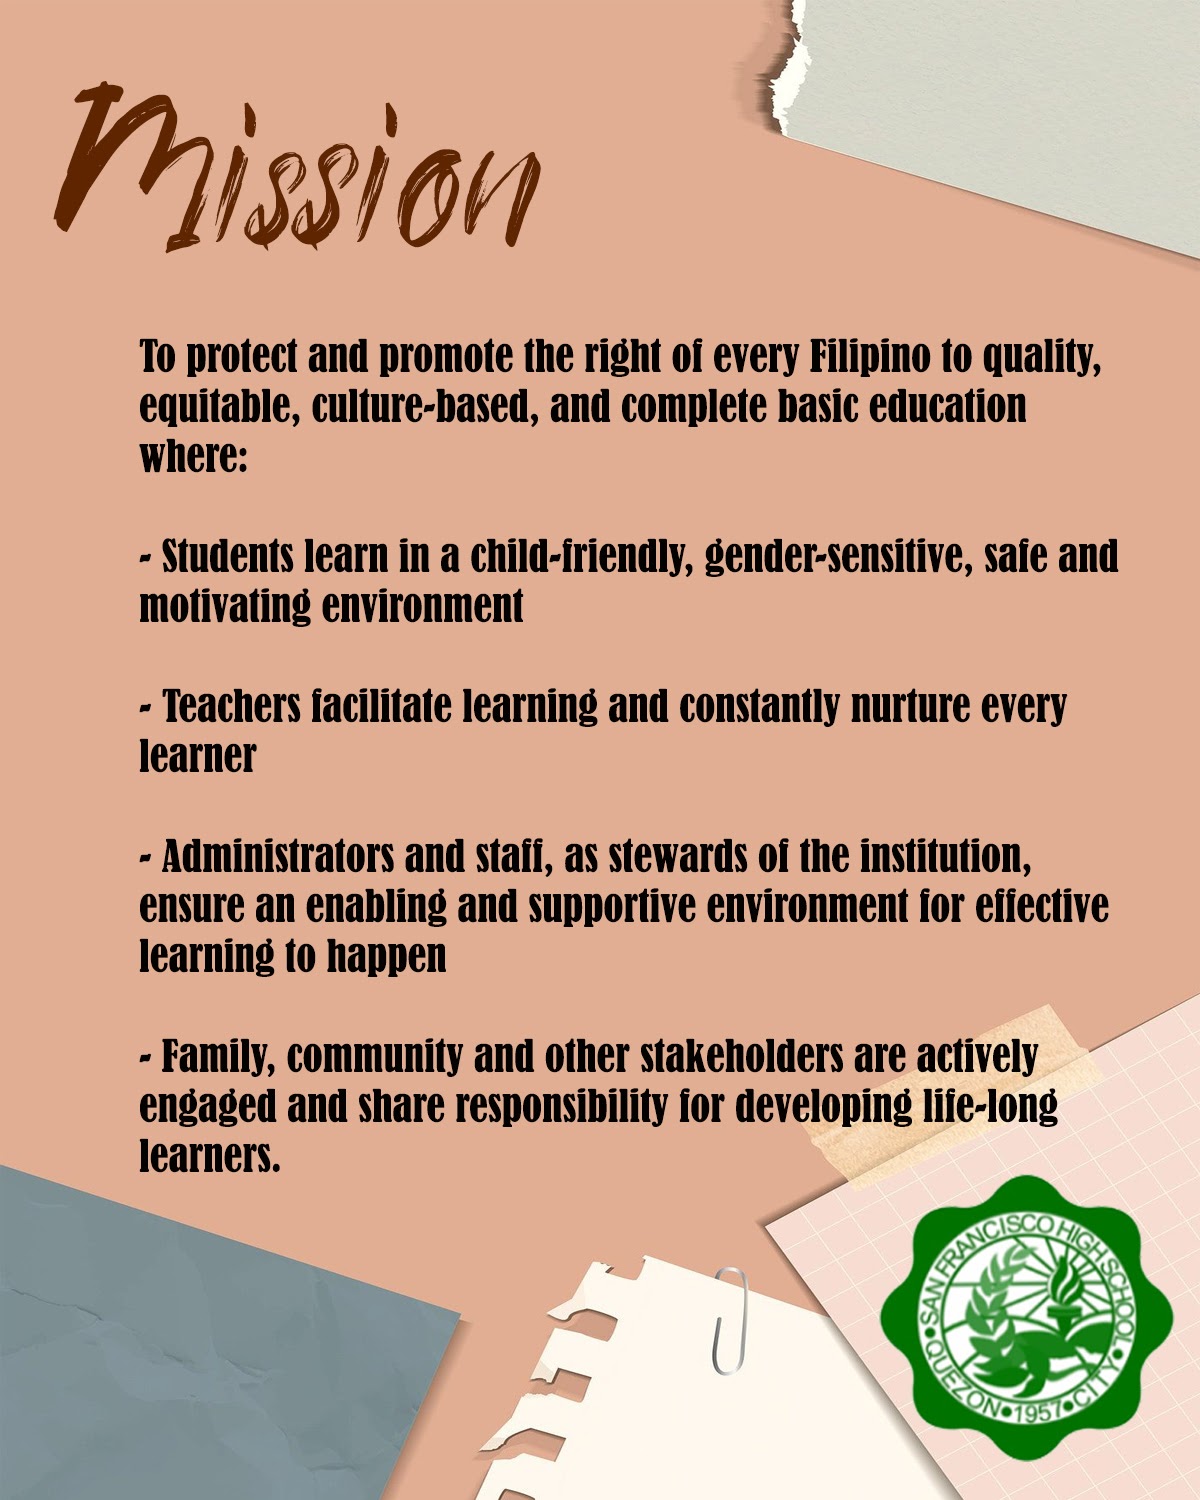 Mission
To protect and promote the right of every Filipino to quality,
equitable, culture-based, and complete basic education
where:
- Students learn in a child-friendly, gender-sensitive, safe and
motivating environment
- Teachers facilitate learning and constantly nurture every
learner
- Administrators and staff, as stewards of the institution,
ensure an enabling and supportive environment for effective
learning to happen
- Family, community and other stakeholders are actively
engaged and share responsibility for developing life-long
learners.
SAN FRANCISCO HIGH SCHOOL
•QUEZON•1957•CITY•